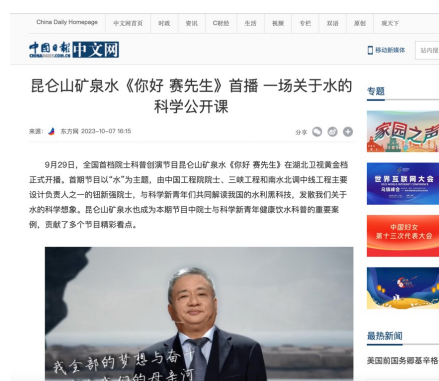 China Daily Homepage 中文网首页 时政 资讯 C财经 生活 视频 专栏 双语 原创 观天下
中国日报 中文网
移动新媒体 站内搜
昆仑山矿泉水《你好 赛先生》首播 一场关于水的
科学公开课
来源： 东方网 2023-10-07 16:15
分享
9月29日，全国首档院士科普创演节目昆仑山矿泉水《你好 赛先生》在湖北卫视黄金档
正式开播。首期节目以“水”为主题，由中国工程院院士、三峡工程和南水北调中线工程主要
设计负责人之一的钮新强院士，与科学新青年们共同解读我国的水利黑科技，发散我们关于
水的科学想象。昆仑山矿泉水也成为本期节目中院士与科学新青年健康饮水科普的重要案
例，贡献了多个节目精彩看点。
我全部的梦想与奋
的母亲河
专题
家园之声
世界互联网大会
乌镇峰会
中国妇女
第十三次代表大会
最热新闻
美国前国务卿基辛格